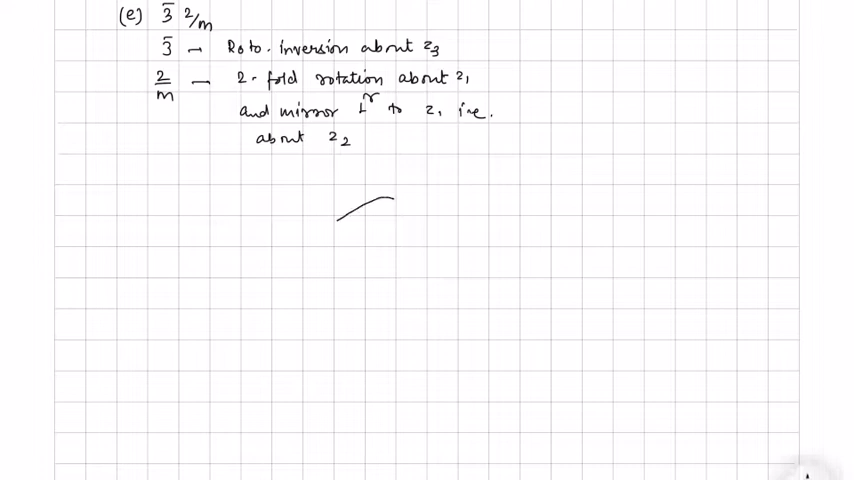 (e) 3̄ 2/m
3̄ → Roto. inversion about z₃
2/m — 2-fold rotation about z₁
and mirror ⊥ʳ to z₁ i.e.
about z₂